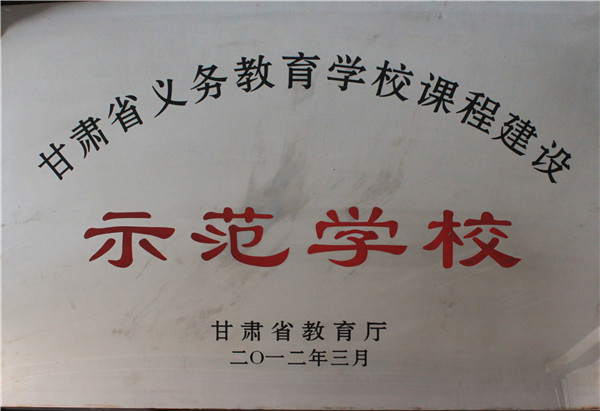 甘肃省义务教育学校课程建设
示范学校
甘肃省教育厅
二〇一二年三月